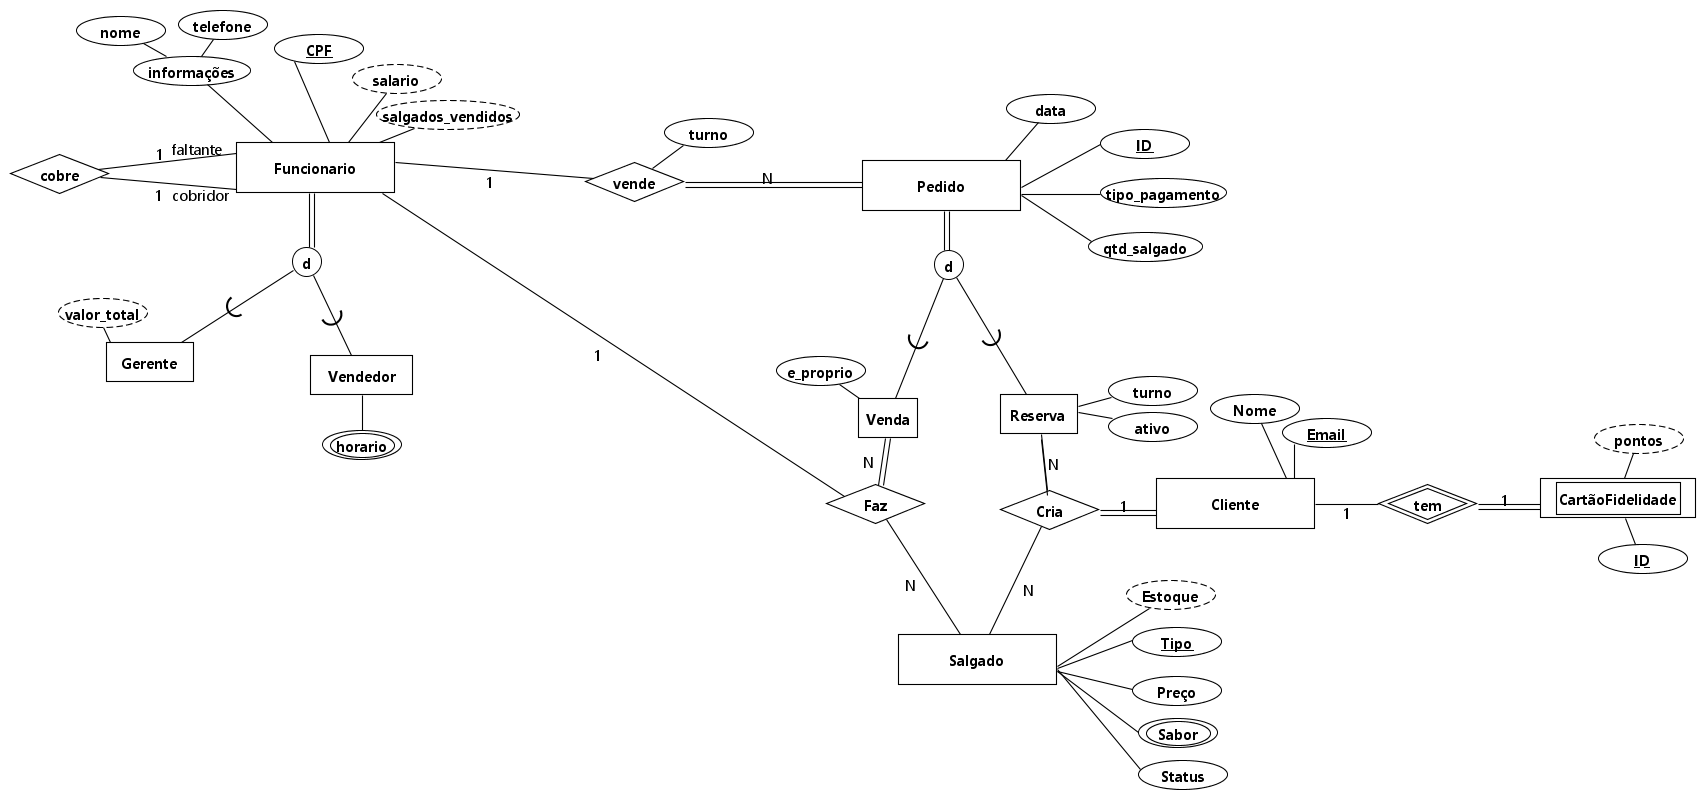 nome
telefone
informações
CPF
salario
salgados_vendidos
cobre
1
faltante
1
cobridor
Funcionario
1
turno
vende
N
Pedido
data
ID
tipo_pagamento
qtd_salgado
d
valor_total
Gerente
Vendedor
horario
1
d
e_proprio
Venda
Reserva
turno
ativo
N
Faz
N
N
Cria
N
1
Nome
Email
Cliente
1
tem
1
pontos
CartãoFidelidade
ID
Salgado
Estoque
Tipo
Preço
Sabor
Status